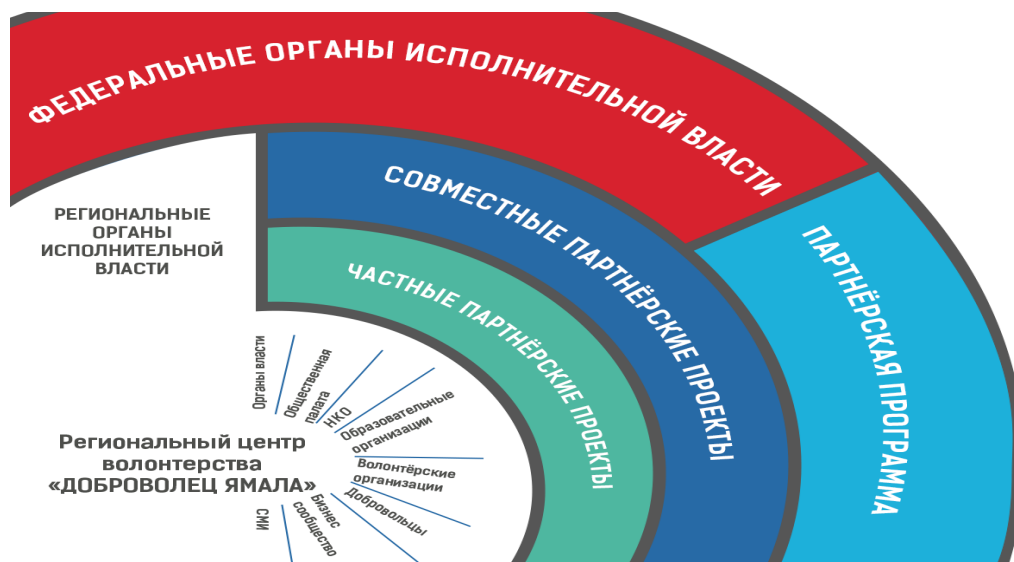 ФЕДЕРАЛЬНЫЕ ОРГАНЫ ИСПОЛНИТЕЛЬНОЙ ВЛАСТИ
СОВМЕСТНЫЕ ПАРТНЁРСКИЕ ПРОЕКТЫ
ПАРТНЁРСКАЯ ПРОГРАММА
ЧАСТНЫЕ ПАРТНЁРСКИЕ ПРОЕКТЫ
РЕГИОНАЛЬНЫЕ
ОРГАНЫ
ИСПОЛНИТЕЛЬНОЙ
ВЛАСТИ
Органы власти
Общественная
палата
НКО
Образовательные
организации
Волонтёрские
организации
Добровольцы
Бизнес
сообщество
СМИ
Региональный центр
волонтерства
«ДОБРОВОЛЕЦ ЯМАЛА»